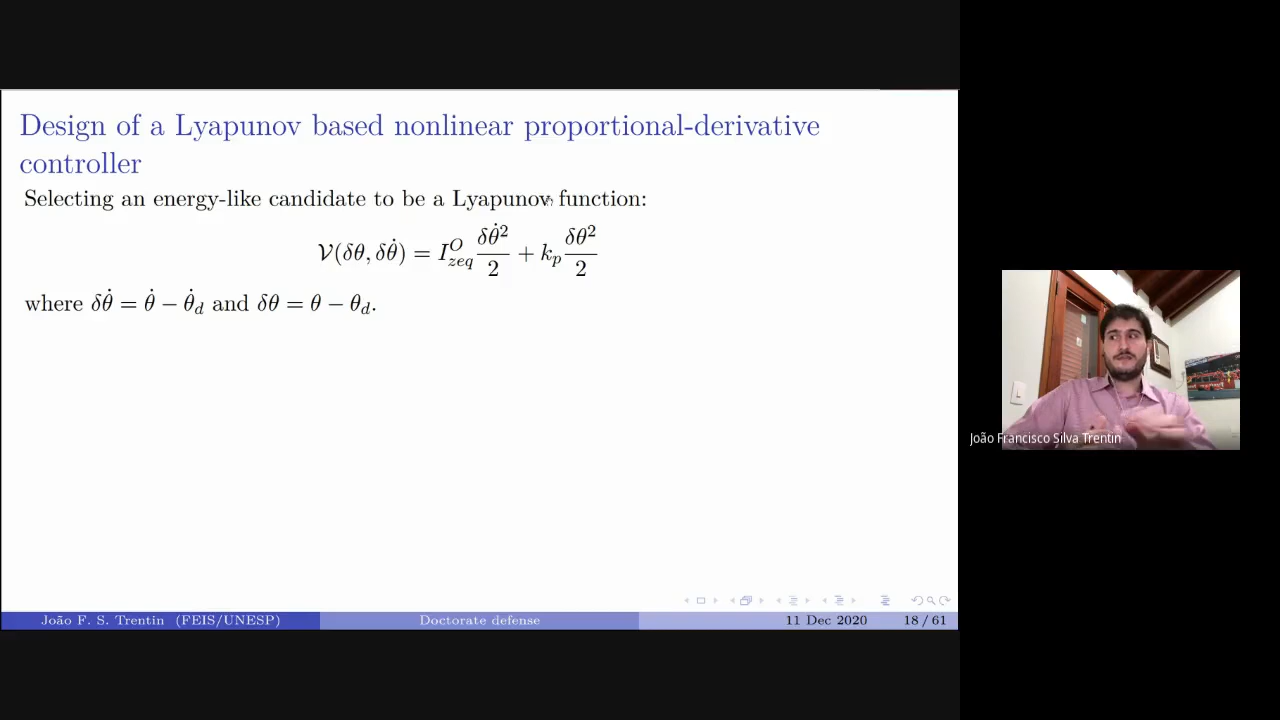 Design of a Lyapunov based nonlinear proportional-derivative
controller
Selecting an energy-like candidate to be a Lyapunov function:
𝒱(δθ, δθ̇) = I^O_{zeq} δθ̇²/2 + k_p δθ²/2
where δθ̇ = θ̇ − θ̇_d and δθ = θ − θ_d.
João Francisco Silva Trentin
João F. S. Trentin (FEIS/UNESP) Doctorate defense 11 Dec 2020 18 / 61